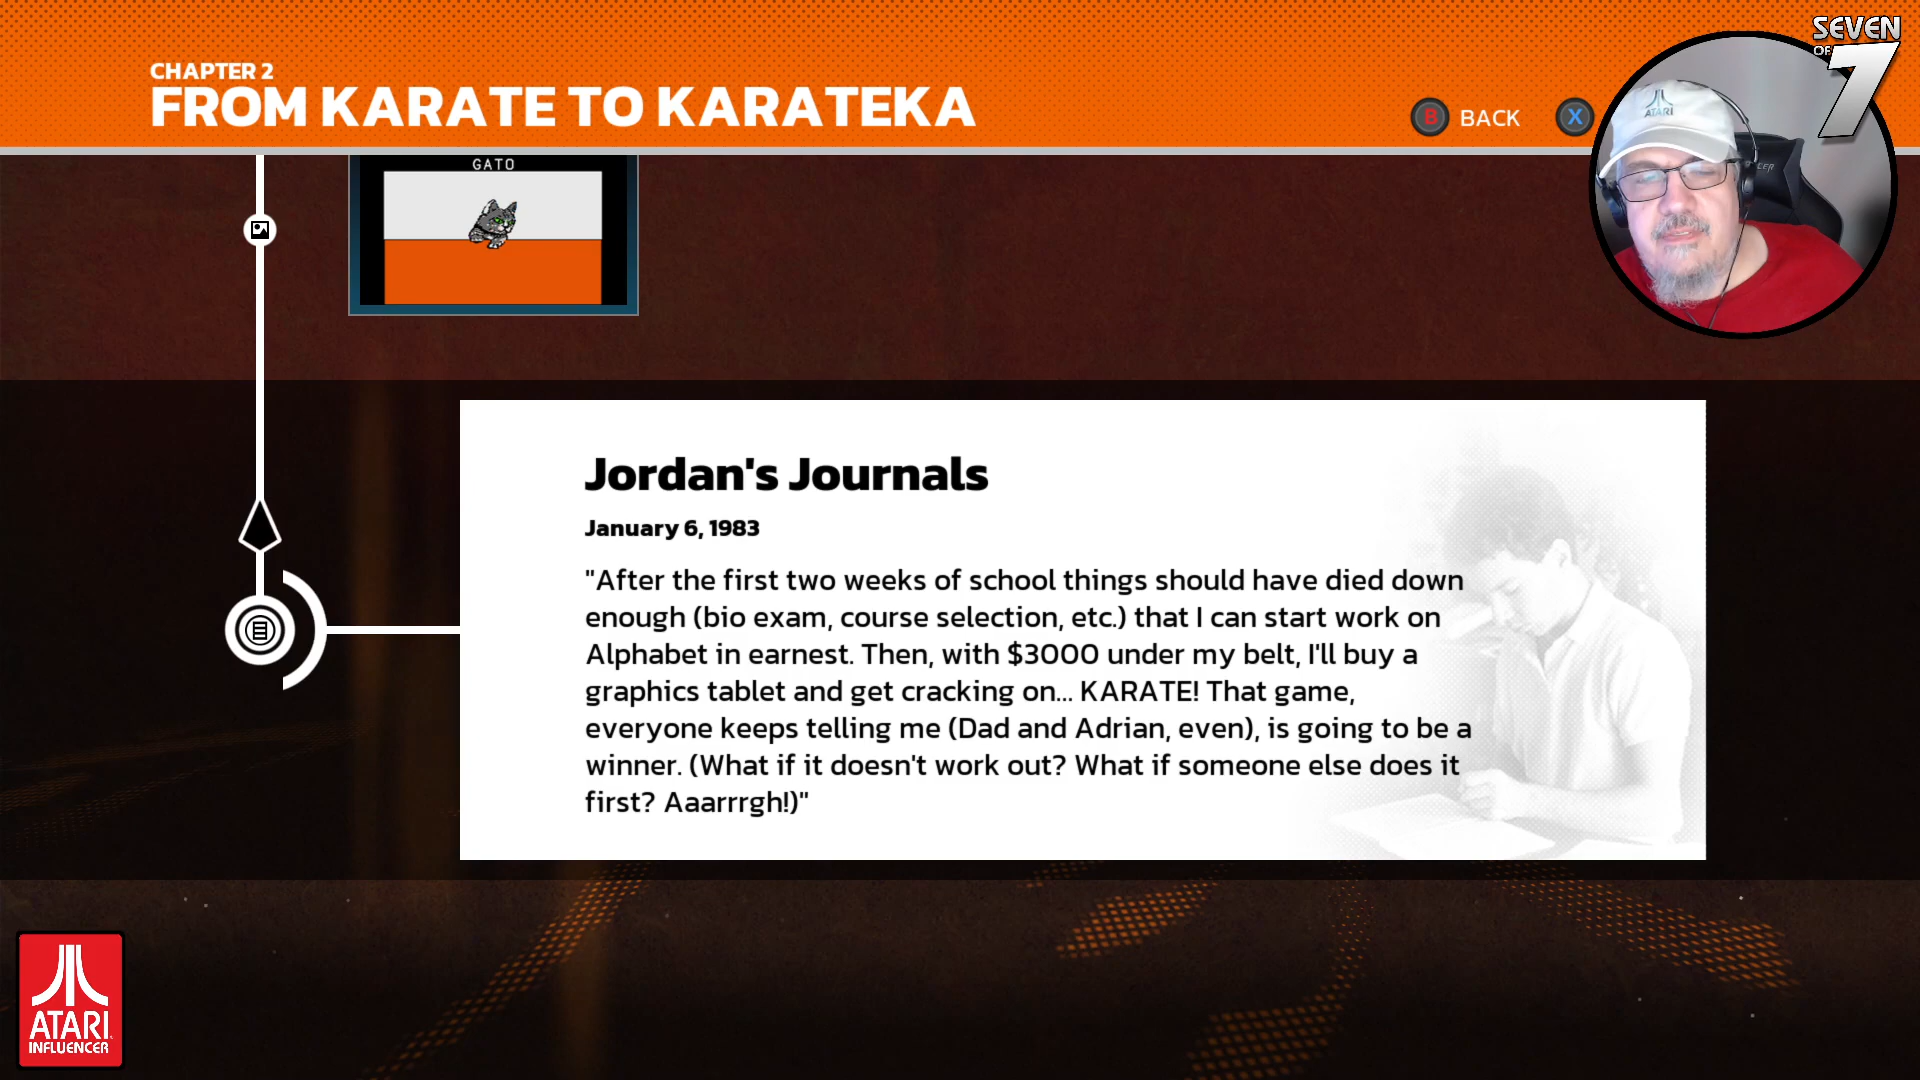 SEVEN
OF 7
CHAPTER 2
FROM KARATE TO KARATEKA
B BACK X
ATARI
GATO
Jordan's Journals
January 6, 1983
"After the first two weeks of school things should have died down
enough (bio exam, course selection, etc.) that I can start work on
Alphabet in earnest. Then, with $3000 under my belt, I'll buy a
graphics tablet and get cracking on... KARATE! That game,
everyone keeps telling me (Dad and Adrian, even), is going to be a
winner. (What if it doesn't work out? What if someone else does it
first? Aaarrrgh!)"
ATARI
INFLUENCER